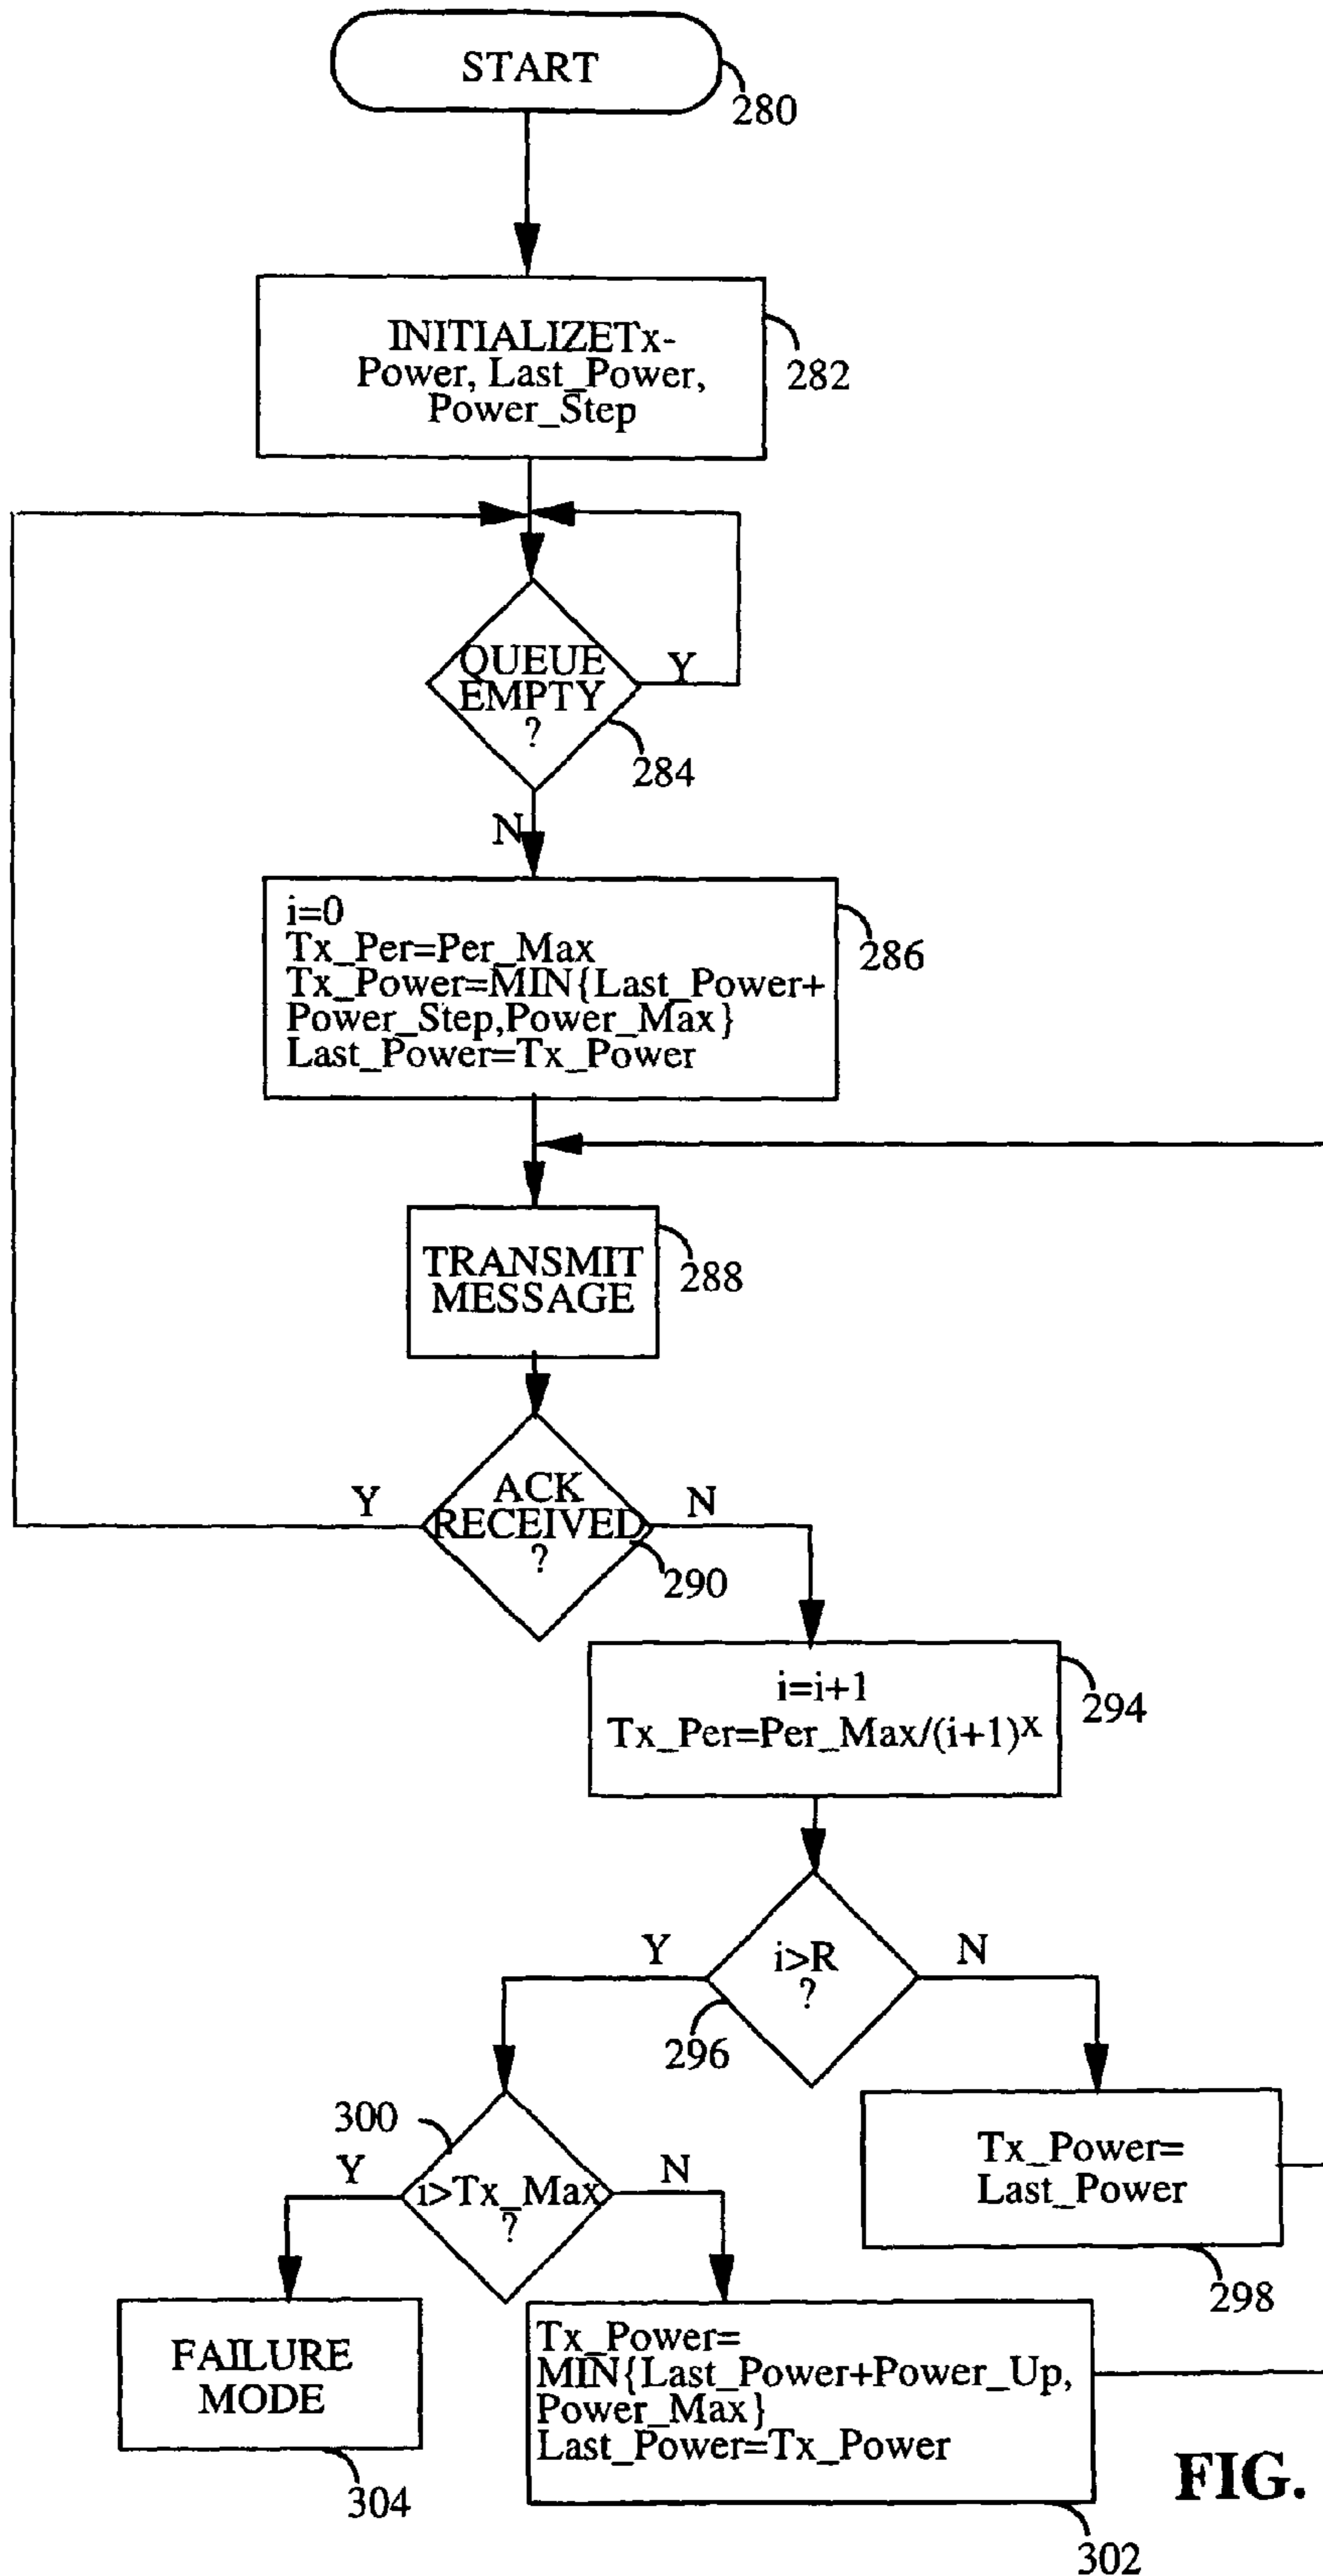 START
280
INITIALIZETx-
Power, Last_Power,
Power_Step
282
QUEUE
EMPTY
?
Y
284
N
i=0
Tx_Per=Per_Max
Tx_Power=MIN{Last_Power+
Power_Step,Power_Max}
Last_Power=Tx_Power
286
TRANSMIT
MESSAGE
288
Y
ACK
RECEIVED
?
N
290
i=i+1
Tx_Per=Per_Max/(i+1)^x
294
Y
i>R
?
N
296
300
Y
i>Tx_Max
?
N
Tx_Power=
Last_Power
298
FAILURE
MODE
304
Tx_Power=
MIN{Last_Power+Power_Up,
Power_Max}
Last_Power=Tx_Power
302
FIG.